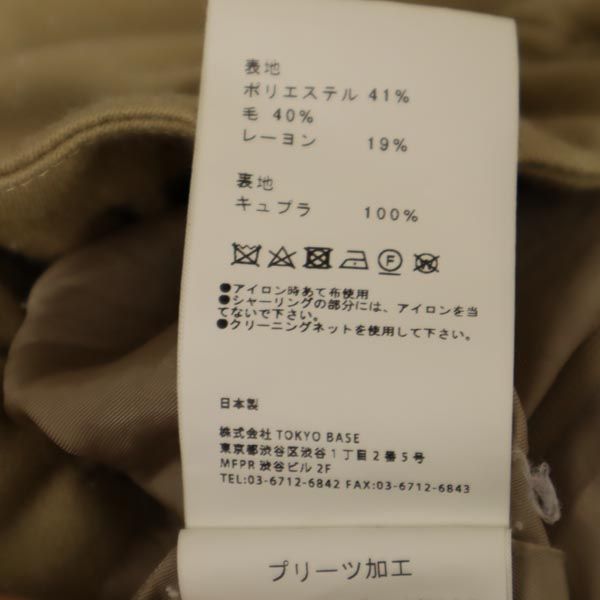 表地
ポリエステル 41%
毛 40%
レーヨン 19%
裏地
キュプラ 100%
●アイロン時あて布使用
●シャーリングの部分には、アイロンを当
てないで下さい。
●クリーニングネットを使用して下さい。
日本製
株式会社 TOKYO BASE
東京都渋谷区渋谷1丁目2番5号
MFPR 渋谷ビル 2F
TEL:03-6712-6842 FAX:03-6712-6843
プリーツ加工